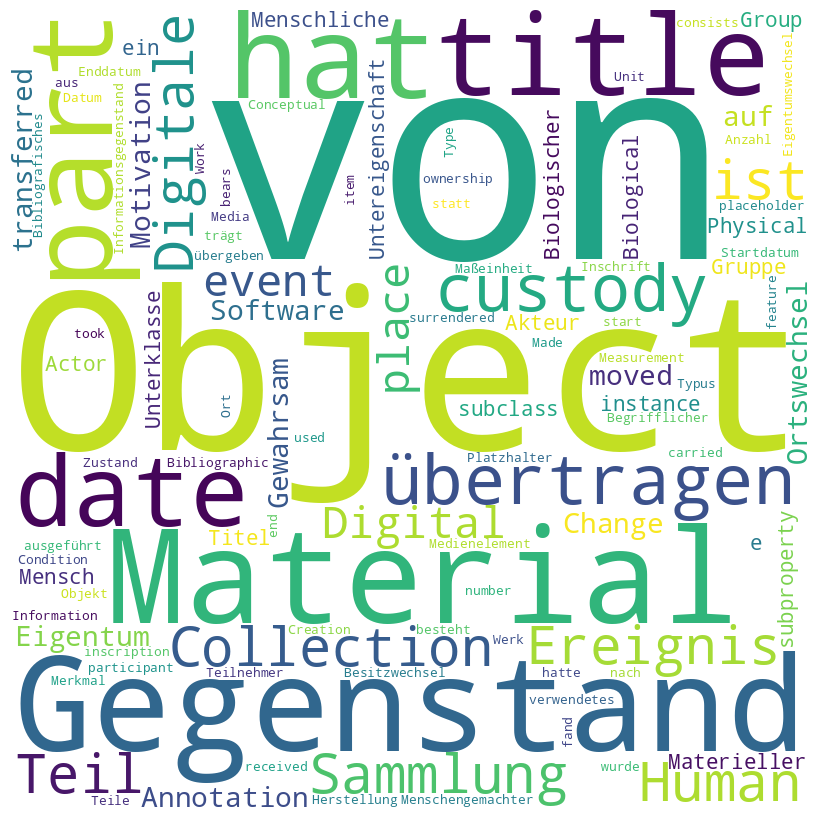 Menschliche
consists
Group
ein
hat
title
part
Digitale
Enddatum
aus
Datum
Unit
Conceptual
auf
Anzahl
Eigentumswechsel
transferred
Bibliografisches
Informationsgegenstand
Motivation
Work
bears
Media
trägt
übergeben
item
Untereigenschaft
von
Type
ownership
statt
Biologischer
Biological
ist
placeholder
Physical
Startdatum
Gruppe
feature
event
Software
place
Maßeinheit
Inschrift
custody
surrendered
Akteur
start
Made
Ortswechsel
took
Actor
Unterklasse
Object
Ort
Measurement
moved
Typus
subclass
instance
Begrifflicher
used
Gewahrsam
date
Zustand
Bibliographic
Platzhalter
carried
übertragen
Digital
Change
Titel
end
ausgeführt
Condition
Mensch
Objekt
Medienelement
e
subproperty
Material
number
Information
Eigentum
Creation
besteht
Werk
Collection
Ereignis
inscription
participant
Merkmal
Teilnehmer
Besitzwechsel
hatte
nach
Gegenstand
verwendetes
fand
Teil
received
Sammlung
wurde
Materieller
Human
Teile
Annotation
Herstellung
Menschengemachter